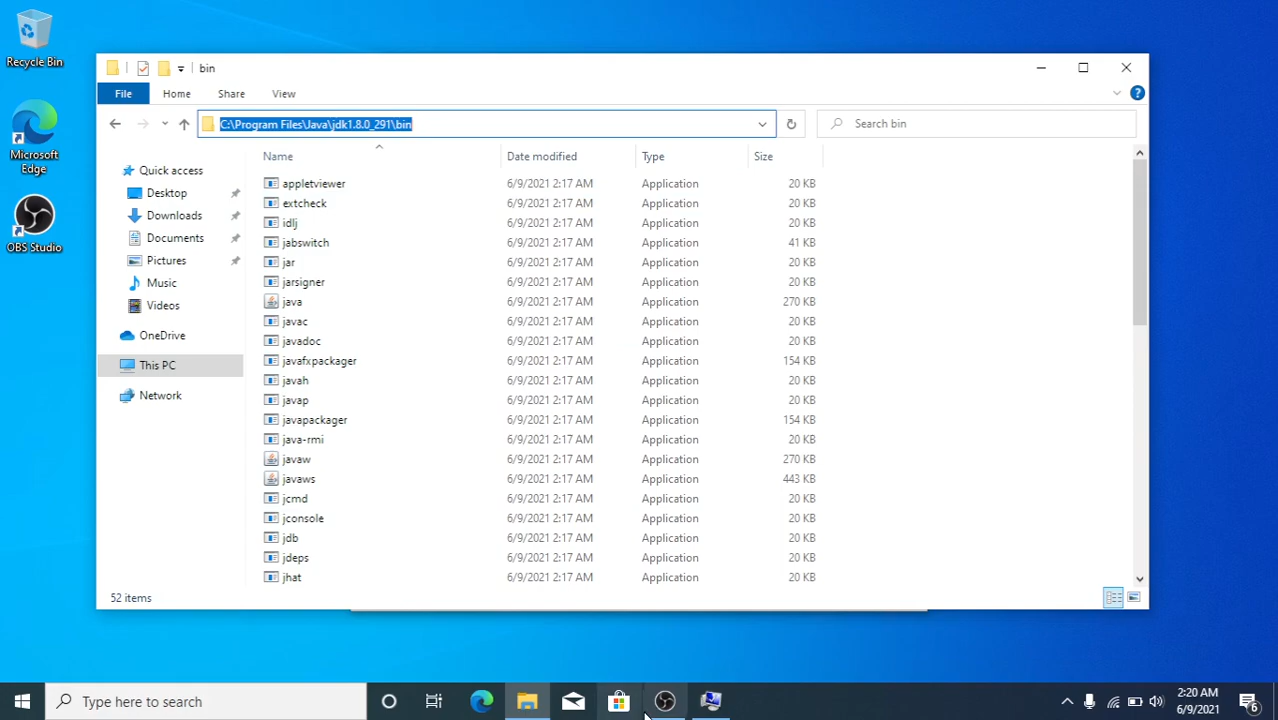 Recycle Bin
Microsoft Edge
OBS Studio
bin
File Home Share View
C:\Program Files\Java\jdk1.8.0_291\bin
Search bin
Quick access
Desktop
Downloads
Documents
Pictures
Music
Videos
OneDrive
This PC
Network
Name Date modified Type Size
appletviewer 6/9/2021 2:17 AM Application 20 KB
extcheck 6/9/2021 2:17 AM Application 20 KB
idlj 6/9/2021 2:17 AM Application 20 KB
jabswitch 6/9/2021 2:17 AM Application 41 KB
jar 6/9/2021 2:17 AM Application 20 KB
jarsigner 6/9/2021 2:17 AM Application 20 KB
java 6/9/2021 2:17 AM Application 270 KB
javac 6/9/2021 2:17 AM Application 20 KB
javadoc 6/9/2021 2:17 AM Application 20 KB
javafxpackager 6/9/2021 2:17 AM Application 154 KB
javah 6/9/2021 2:17 AM Application 20 KB
javap 6/9/2021 2:17 AM Application 20 KB
javapackager 6/9/2021 2:17 AM Application 154 KB
java-rmi 6/9/2021 2:17 AM Application 20 KB
javaw 6/9/2021 2:17 AM Application 270 KB
javaws 6/9/2021 2:17 AM Application 443 KB
jcmd 6/9/2021 2:17 AM Application 20 KB
jconsole 6/9/2021 2:17 AM Application 20 KB
jdb 6/9/2021 2:17 AM Application 20 KB
jdeps 6/9/2021 2:17 AM Application 20 KB
jhat 6/9/2021 2:17 AM Application 20 KB
52 items
Type here to search
2:20 AM
6/9/2021
6